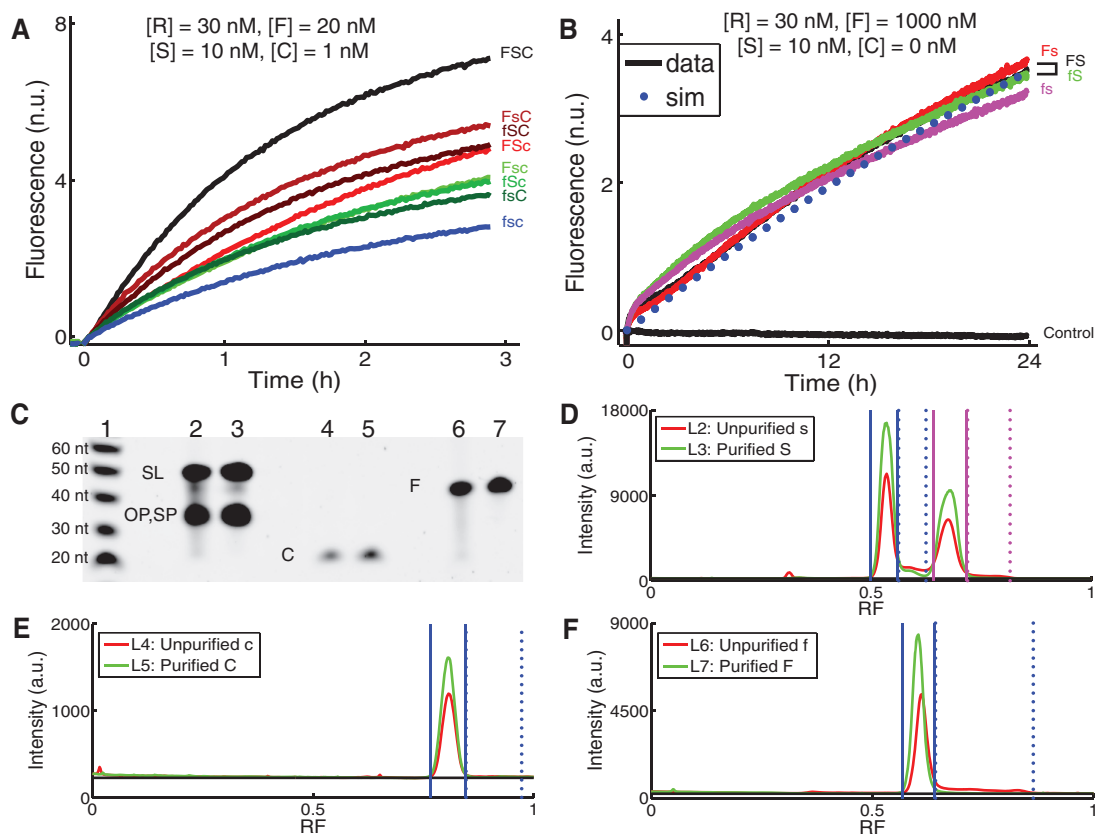 A
[R] = 30 nM, [F] = 20 nM
[S] = 10 nM, [C] = 1 nM
8
4
0
Fluorescence (n.u.)
FSC
FsC
fSC
FSc
Fsc
fSc
fsC
fsc
0
1
2
3
Time (h)
B
[R] = 30 nM, [F] = 1000 nM
[S] = 10 nM, [C] = 0 nM
data
sim
4
2
0
Fluorescence (n.u.)
Fs
FS
fS
fs
Control
0
12
24
Time (h)
C
1
2
3
4
5
6
7
60 nt
50 nt
40 nt
30 nt
20 nt
SL
OP,SP
C
F
D
18000
9000
0
Intensity (a.u.)
L2: Unpurified s
L3: Purified S
0
0.5
1
RF
E
2000
1000
0
Intensity (a.u.)
L4: Unpurified c
L5: Purified C
0
0.5
1
RF
F
9000
4500
0
Intensity (a.u.)
L6: Unpurified f
L7: Purified F
0
0.5
1
RF